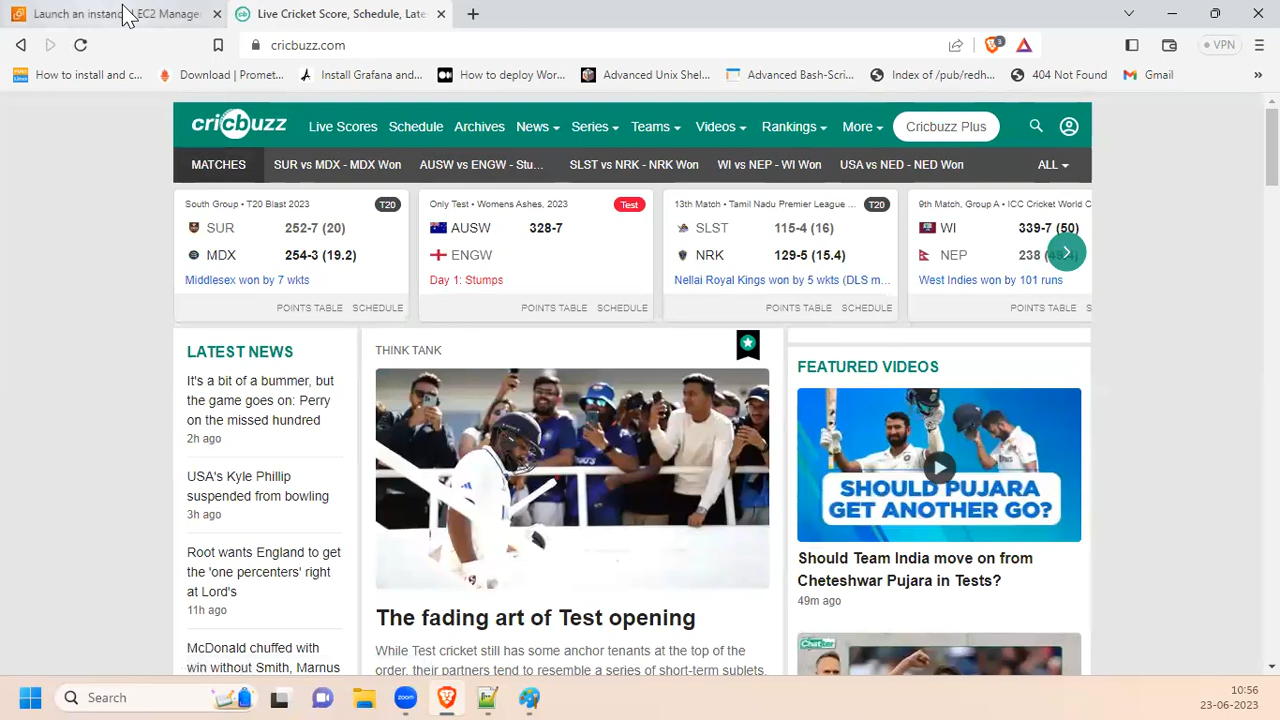 Launch an instance | EC2 Manage
Live Cricket Score, Schedule, Late
cricbuzz.com
3
VPN
How to install and c...
Download | Promet...
Install Grafana and...
How to deploy Wor...
Advanced Unix Shel...
Advanced Bash-Scri...
Index of /pub/redh...
404 Not Found
Gmail
cricbuzz
Live Scores
Schedule
Archives
News
Series
Teams
Videos
Rankings
More
Cricbuzz Plus
MATCHES
SUR vs MDX - MDX Won
AUSW vs ENGW - Stu...
SLST vs NRK - NRK Won
WI vs NEP - WI Won
USA vs NED - NED Won
ALL
South Group • T20 Blast 2023
T20
SUR 252-7 (20)
MDX 254-3 (19.2)
Middlesex won by 7 wkts
POINTS TABLE SCHEDULE
Only Test • Womens Ashes, 2023
Test
AUSW 328-7
ENGW
Day 1: Stumps
POINTS TABLE SCHEDULE
13th Match • Tamil Nadu Premier League ...
T20
SLST 115-4 (16)
NRK 129-5 (15.4)
Nellai Royal Kings won by 5 wkts (DLS m...
POINTS TABLE SCHEDULE
9th Match, Group A • ICC Cricket World C
WI 339-7 (50)
NEP 238
West Indies won by 101 runs
POINTS TABLE S
LATEST NEWS
It's a bit of a bummer, but
the game goes on: Perry
on the missed hundred
2h ago
USA's Kyle Phillip
suspended from bowling
3h ago
Root wants England to get
the 'one percenters' right
at Lord's
11h ago
McDonald chuffed with
win without Smith, Marnus
THINK TANK
The fading art of Test opening
While Test cricket still has some anchor tenants at the top of the
order, their partners tend to resemble a series of short-term sublets.
FEATURED VIDEOS
SHOULD PUJARA
GET ANOTHER GO?
Should Team India move on from
Cheteshwar Pujara in Tests?
49m ago
Chatter
Search
zoom
10:56
23-06-2023